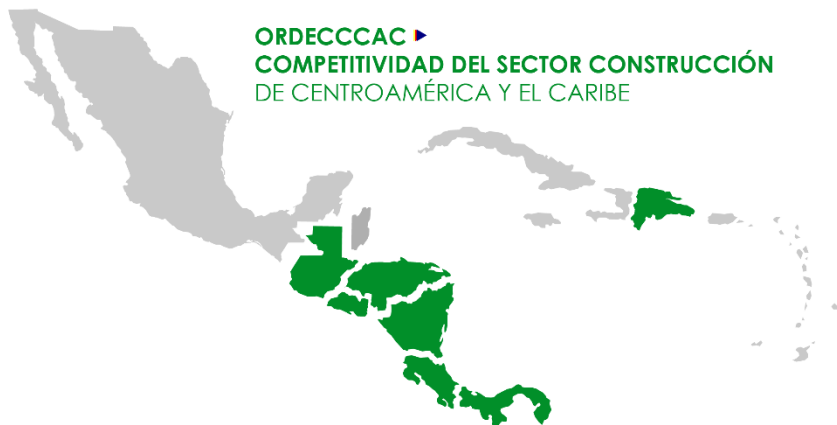 ORDECCCAC
COMPETITIVIDAD DEL SECTOR CONSTRUCCIÓN
DE CENTROAMÉRICA Y EL CARIBE